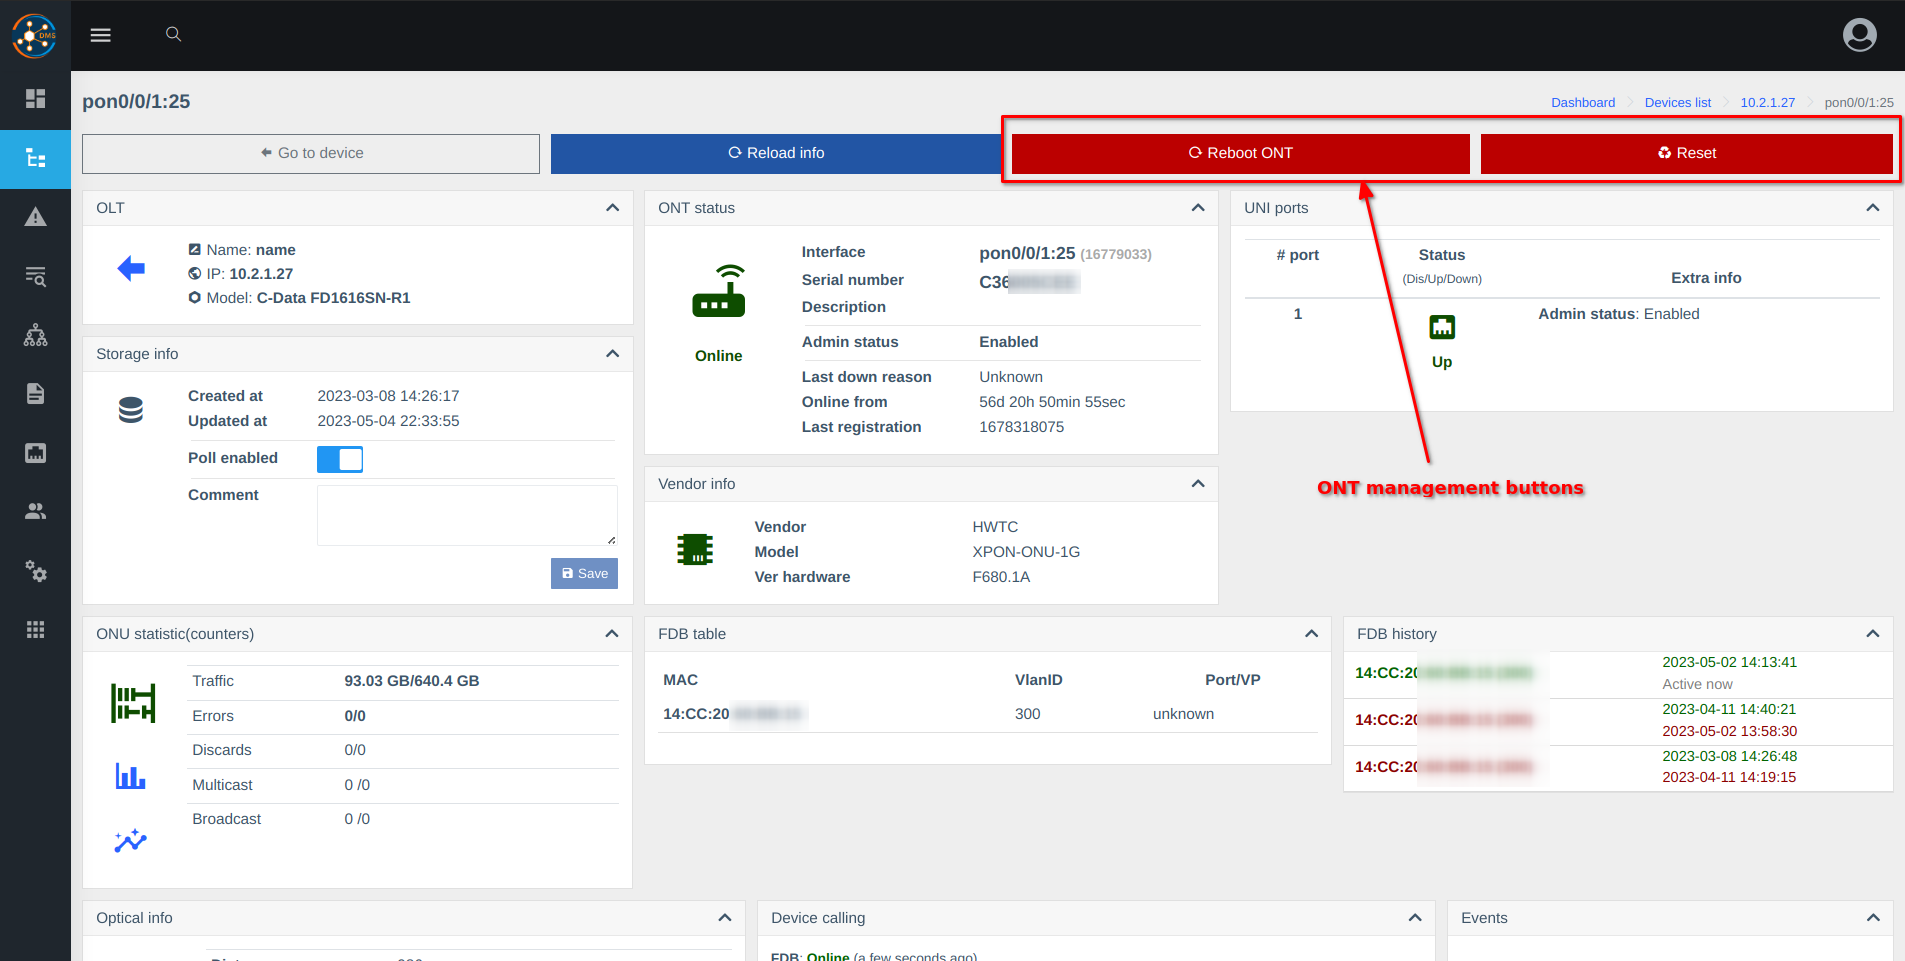 DMS
pon0/0/1:25
Dashboard
Devices list
10.2.1.27
pon0/0/1:25
Go to device
Reload info
Reboot ONT
Reset
OLT
Name: name
IP: 10.2.1.27
Model: C-Data FD1616SN-R1
Storage info
Created at 2023-03-08 14:26:17
Updated at 2023-05-04 22:33:55
Poll enabled
Comment
Save
ONT status
Online
Interface pon0/0/1:25 (16779033)
Serial number C36
Description
Admin status Enabled
Last down reason Unknown
Online from 56d 20h 50min 55sec
Last registration 1678318075
Vendor info
Vendor HWTC
Model XPON-ONU-1G
Ver hardware F680.1A
UNI ports
# port Status (Dis/Up/Down) Extra info
1 Up Admin status: Enabled
ONT management buttons
ONU statistic(counters)
Traffic 93.03 GB/640.4 GB
Errors 0/0
Discards 0/0
Multicast 0 /0
Broadcast 0 /0
FDB table
MAC VlanID Port/VP
14:CC:20 300 unknown
FDB history
14:CC:20 2023-05-02 14:13:41
Active now
14:CC:20 2023-04-11 14:40:21
2023-05-02 13:58:30
14:CC:20 2023-03-08 14:26:48
2023-04-11 14:19:15
Optical info
Device calling
FDB: Online (a few seconds ago)
Events